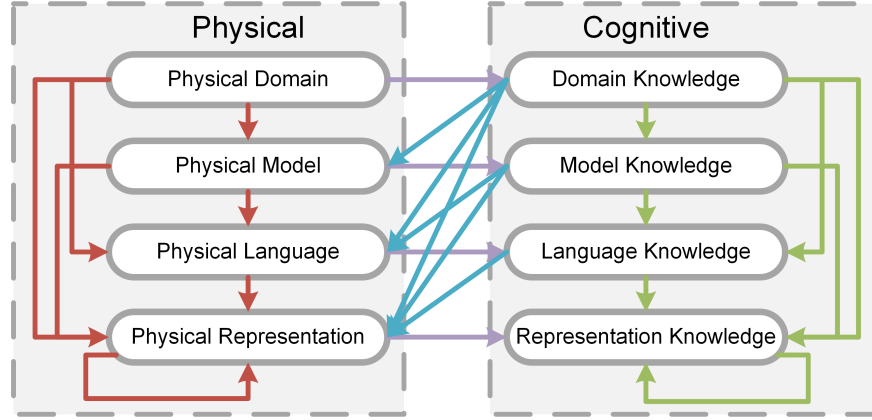 Physical
Cognitive
Physical Domain
Domain Knowledge
Physical Model
Model Knowledge
Physical Language
Language Knowledge
Physical Representation
Representation Knowledge